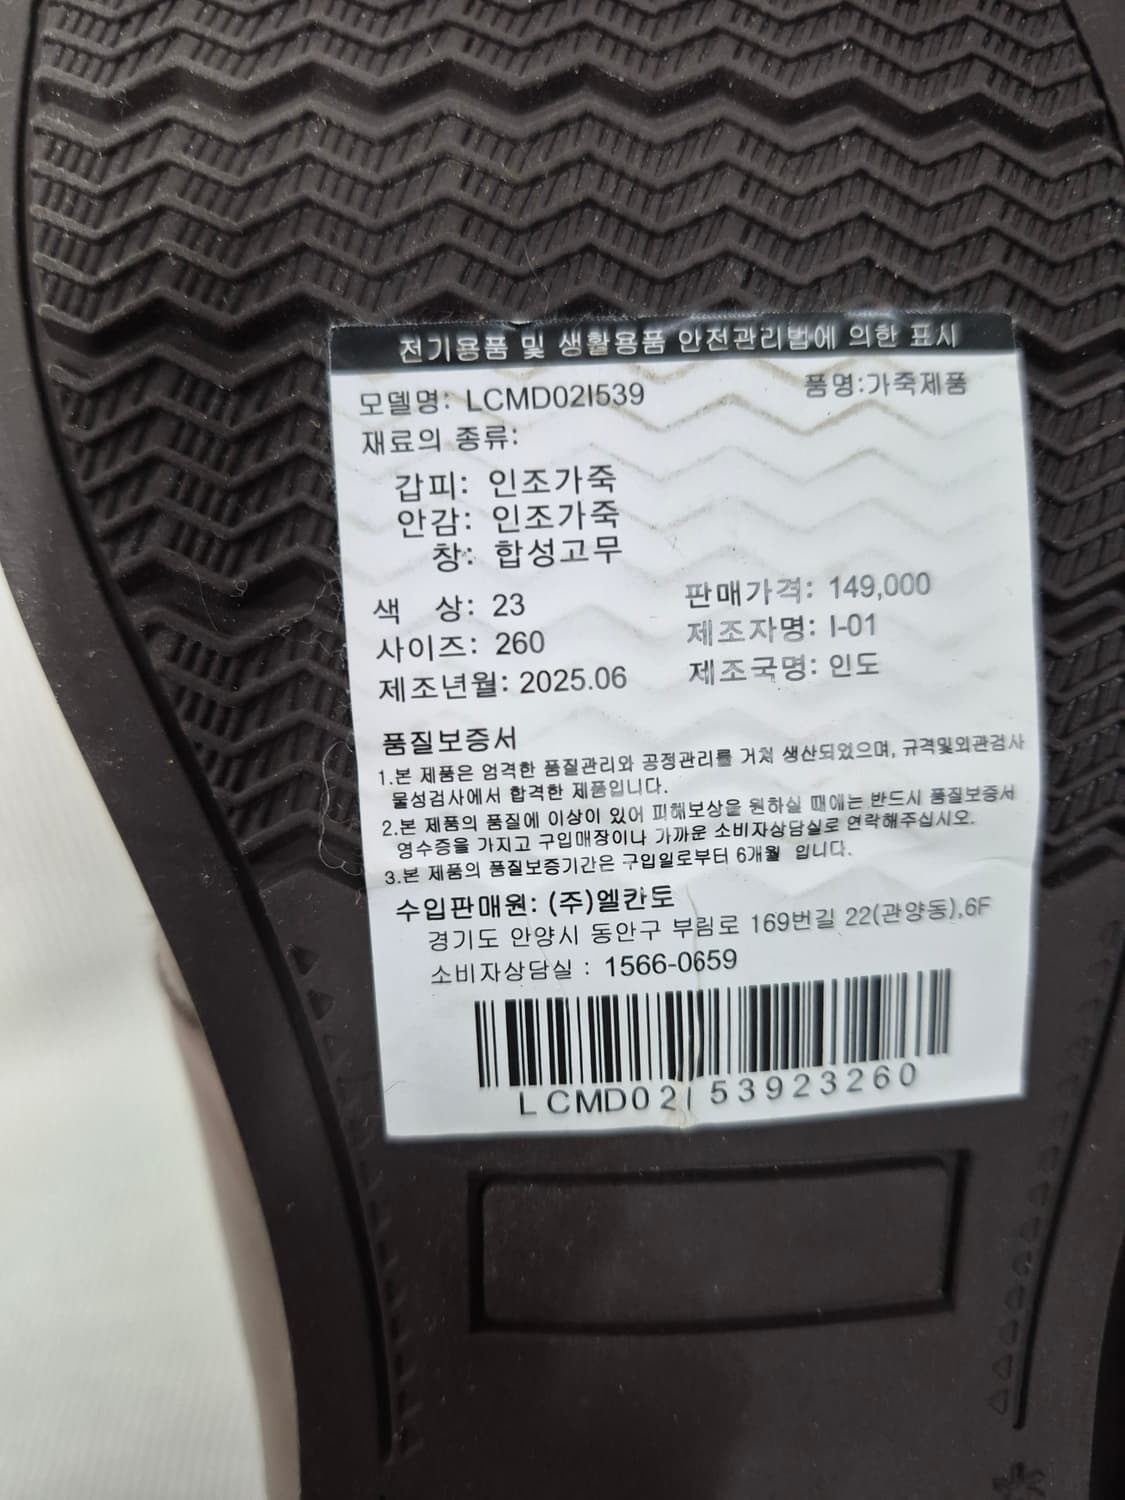 전기용품 및 생활용품 안전관리법에 의한 표시
모델명: LCMD02I539 품명:가죽제품
재료의 종류:
갑피: 인조가죽
안감: 인조가죽
창: 합성고무
색 상: 23 판매가격: 149,000
사이즈: 260 제조자명: I-01
제조년월: 2025.06 제조국명: 인도
품질보증서
1.본 제품은 엄격한 품질관리와 공정관리를 거쳐 생산되었으며, 규격및외관검사
물성검사에서 합격한 제품입니다.
2.본 제품의 품질에 이상이 있어 피해보상을 원하실 때에는 반드시 품질보증서
영수증을 가지고 구입매장이나 가까운 소비자상담실로 연락해주십시오.
3.본 제품의 품질보증기간은 구입일로부터 6개월 입니다.
수입판매원: (주)엘칸토
경기도 안양시 동안구 부림로 169번길 22(관양동),6F
소비자상담실 : 1566-0659
LCMD02I53923260